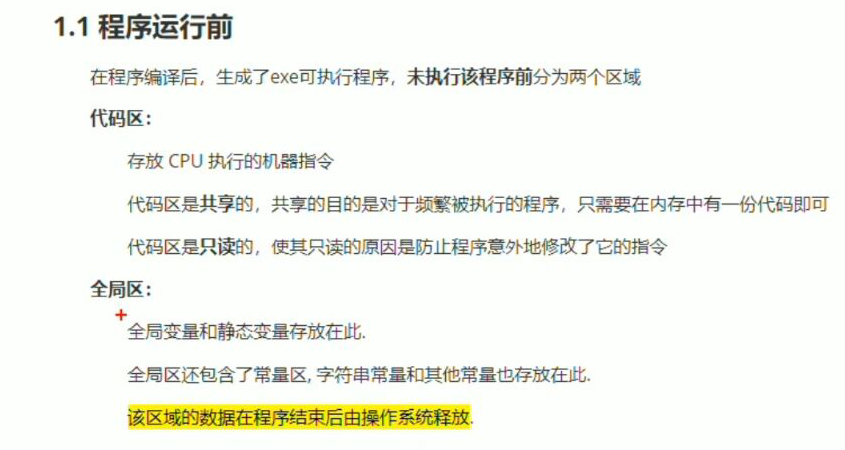 1.1 程序运行前
在程序编译后，生成了exe可执行程序，未执行该程序前分为两个区域
代码区：
存放 CPU 执行的机器指令
代码区是共享的，共享的目的是对于频繁被执行的程序，只需要在内存中有一份代码即可
代码区是只读的，使其只读的原因是防止程序意外地修改了它的指令
全局区：
全局变量和静态变量存放在此.
全局区还包含了常量区, 字符串常量和其他常量也存放在此.
该区域的数据在程序结束后由操作系统释放.